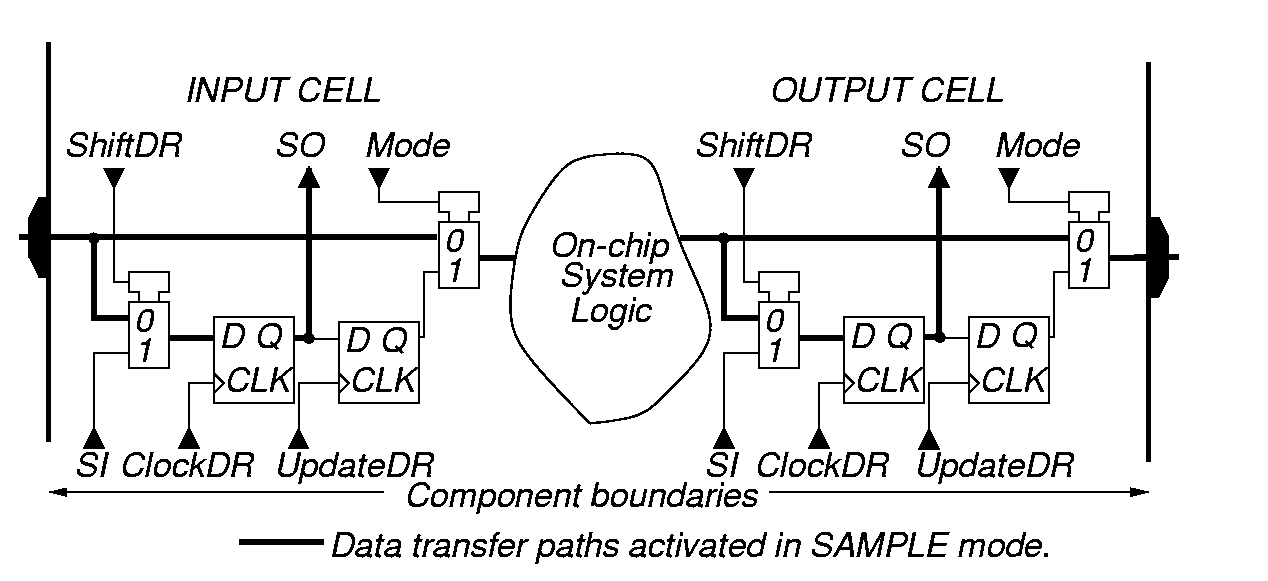 INPUT CELL OUTPUT CELL
ShiftDR SO Mode ShiftDR SO Mode
0 0
1 1
On-chip
System
Logic
0 0
1 1
D Q D Q D Q D Q
CLK CLK CLK CLK
SI ClockDR UpdateDR SI ClockDR UpdateDR
Component boundaries
Data transfer paths activated in SAMPLE mode.